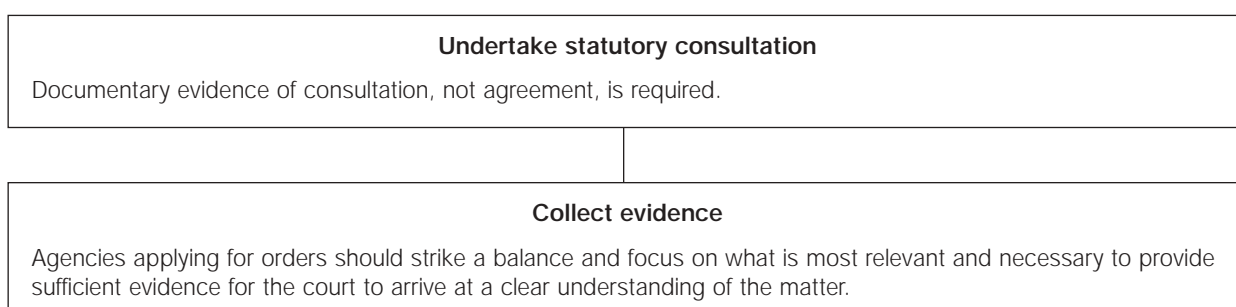 Undertake statutory consultation
Documentary evidence of consultation, not agreement, is required.
Collect evidence
Agencies applying for orders should strike a balance and focus on what is most relevant and necessary to provide
sufficient evidence for the court to arrive at a clear understanding of the matter.